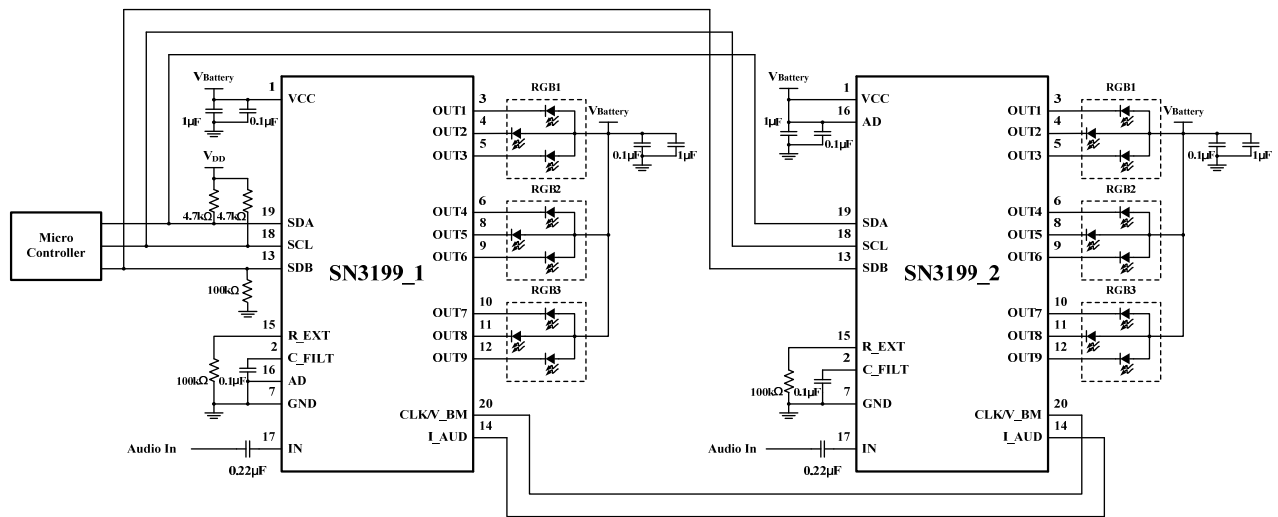 Micro
Controller
VBattery
1μF
0.1μF
VDD
4.7kΩ
4.7kΩ
100kΩ
100kΩ
0.1μF
Audio In
0.22μF
1
19
18
13
15
2
16
7
17
VCC
SDA
SCL
SDB
R_EXT
C_FILT
AD
GND
IN
SN3199_1
OUT1
OUT2
OUT3
OUT4
OUT5
OUT6
OUT7
OUT8
OUT9
CLK/V_BM
I_AUD
3
4
5
6
8
9
10
11
12
20
14
RGB1
RGB2
RGB3
VBattery
0.1μF
1μF
VBattery
1μF
0.1μF
100kΩ
0.1μF
Audio In
0.22μF
1
16
19
18
13
15
2
7
17
VCC
AD
SDA
SCL
SDB
R_EXT
C_FILT
GND
IN
SN3199_2
OUT1
OUT2
OUT3
OUT4
OUT5
OUT6
OUT7
OUT8
OUT9
CLK/V_BM
I_AUD
3
4
5
6
8
9
10
11
12
20
14
RGB1
RGB2
RGB3
VBattery
0.1μF
1μF